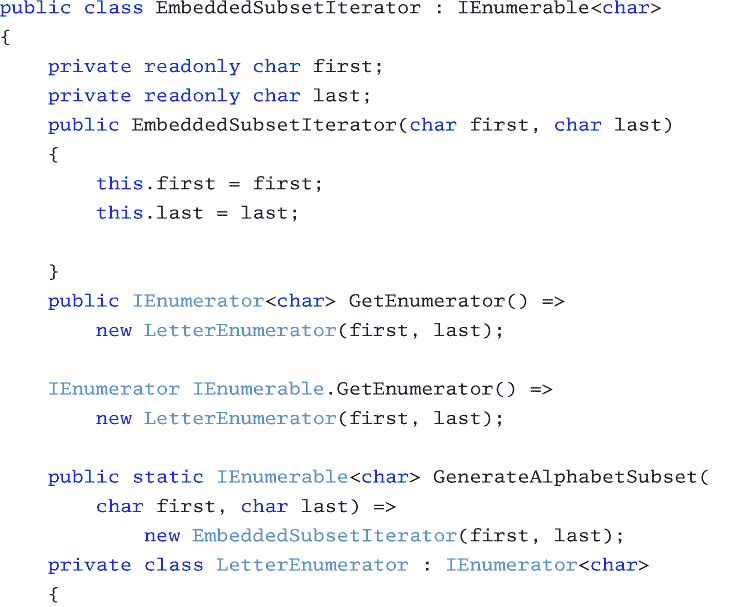 public class EmbeddedSubsetIterator : IEnumerable<char>
{
    private readonly char first;
    private readonly char last;
    public EmbeddedSubsetIterator(char first, char last)
    {
        this.first = first;
        this.last = last;

    }
    public IEnumerator<char> GetEnumerator() =>
        new LetterEnumerator(first, last);

    IEnumerator IEnumerable.GetEnumerator() =>
        new LetterEnumerator(first, last);

    public static IEnumerable<char> GenerateAlphabetSubset(
        char first, char last) =>
            new EmbeddedSubsetIterator(first, last);
    private class LetterEnumerator : IEnumerator<char>
    {